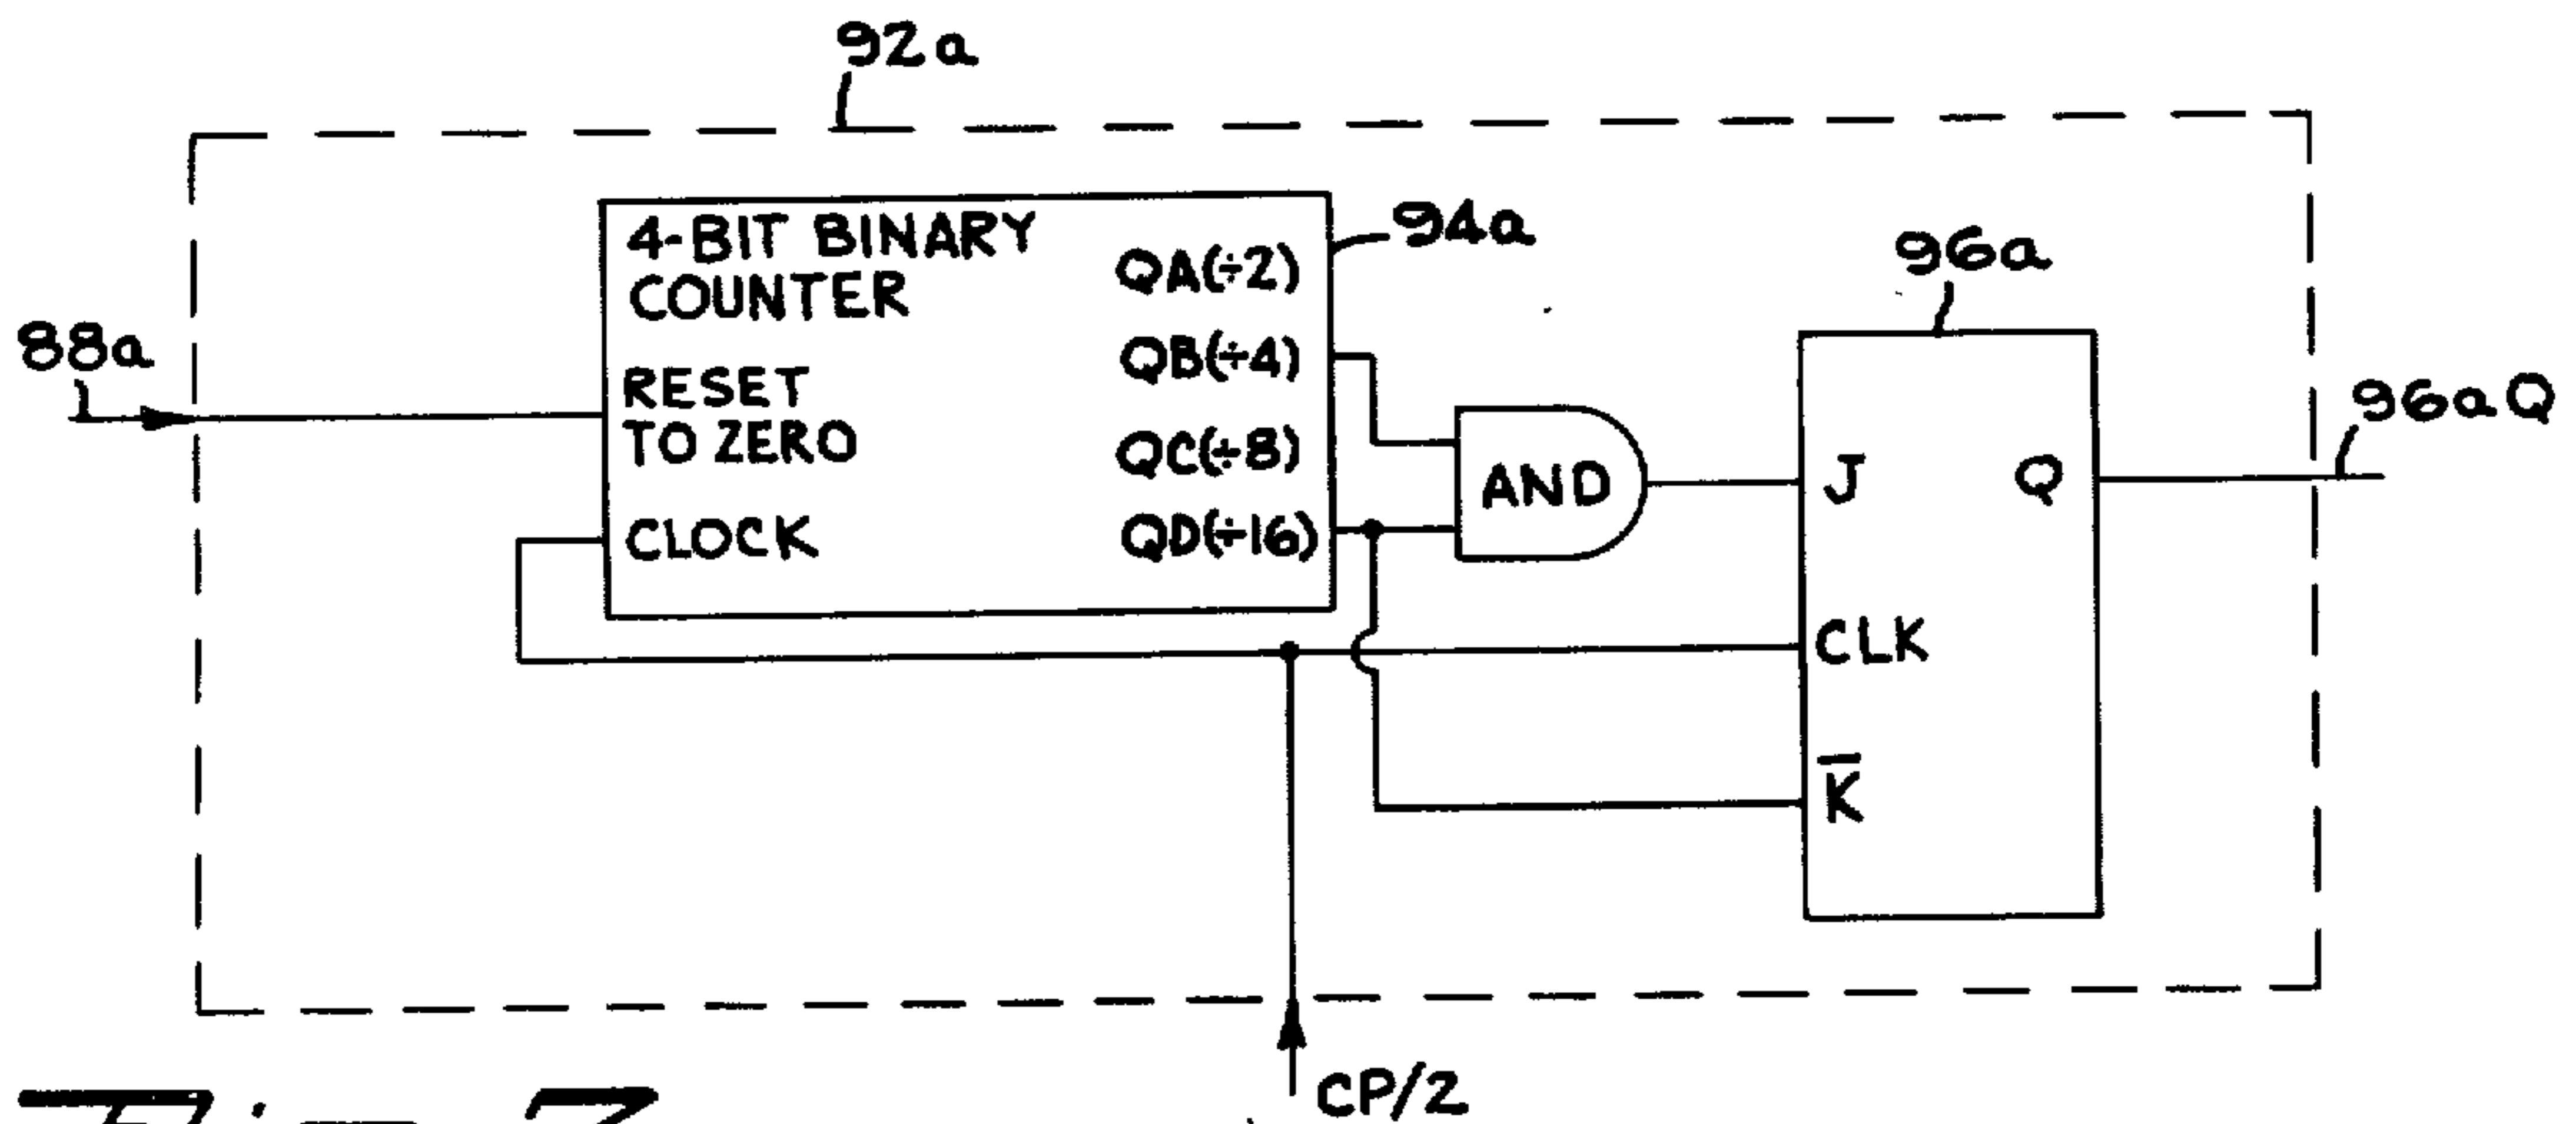 92a
4-BIT BINARY
COUNTER
QA(÷2)
94a
96a
88a
RESET
TO ZERO
QB(÷4)
96aQ
QC(÷8)
AND
J
Q
CLOCK
QD(÷16)
CLK
K̅
CP/2